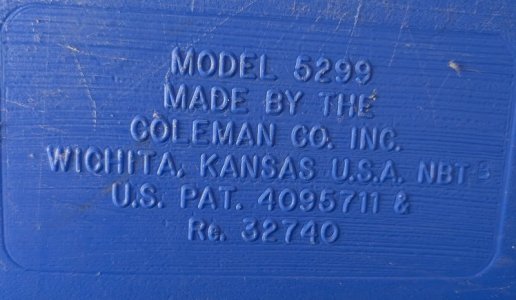 MODEL 5299
MADE BY THE
COLEMAN CO. INC.
WICHITA, KANSAS U.S.A. NBT-B
U.S. PAT. 4095711 &
Re. 32740